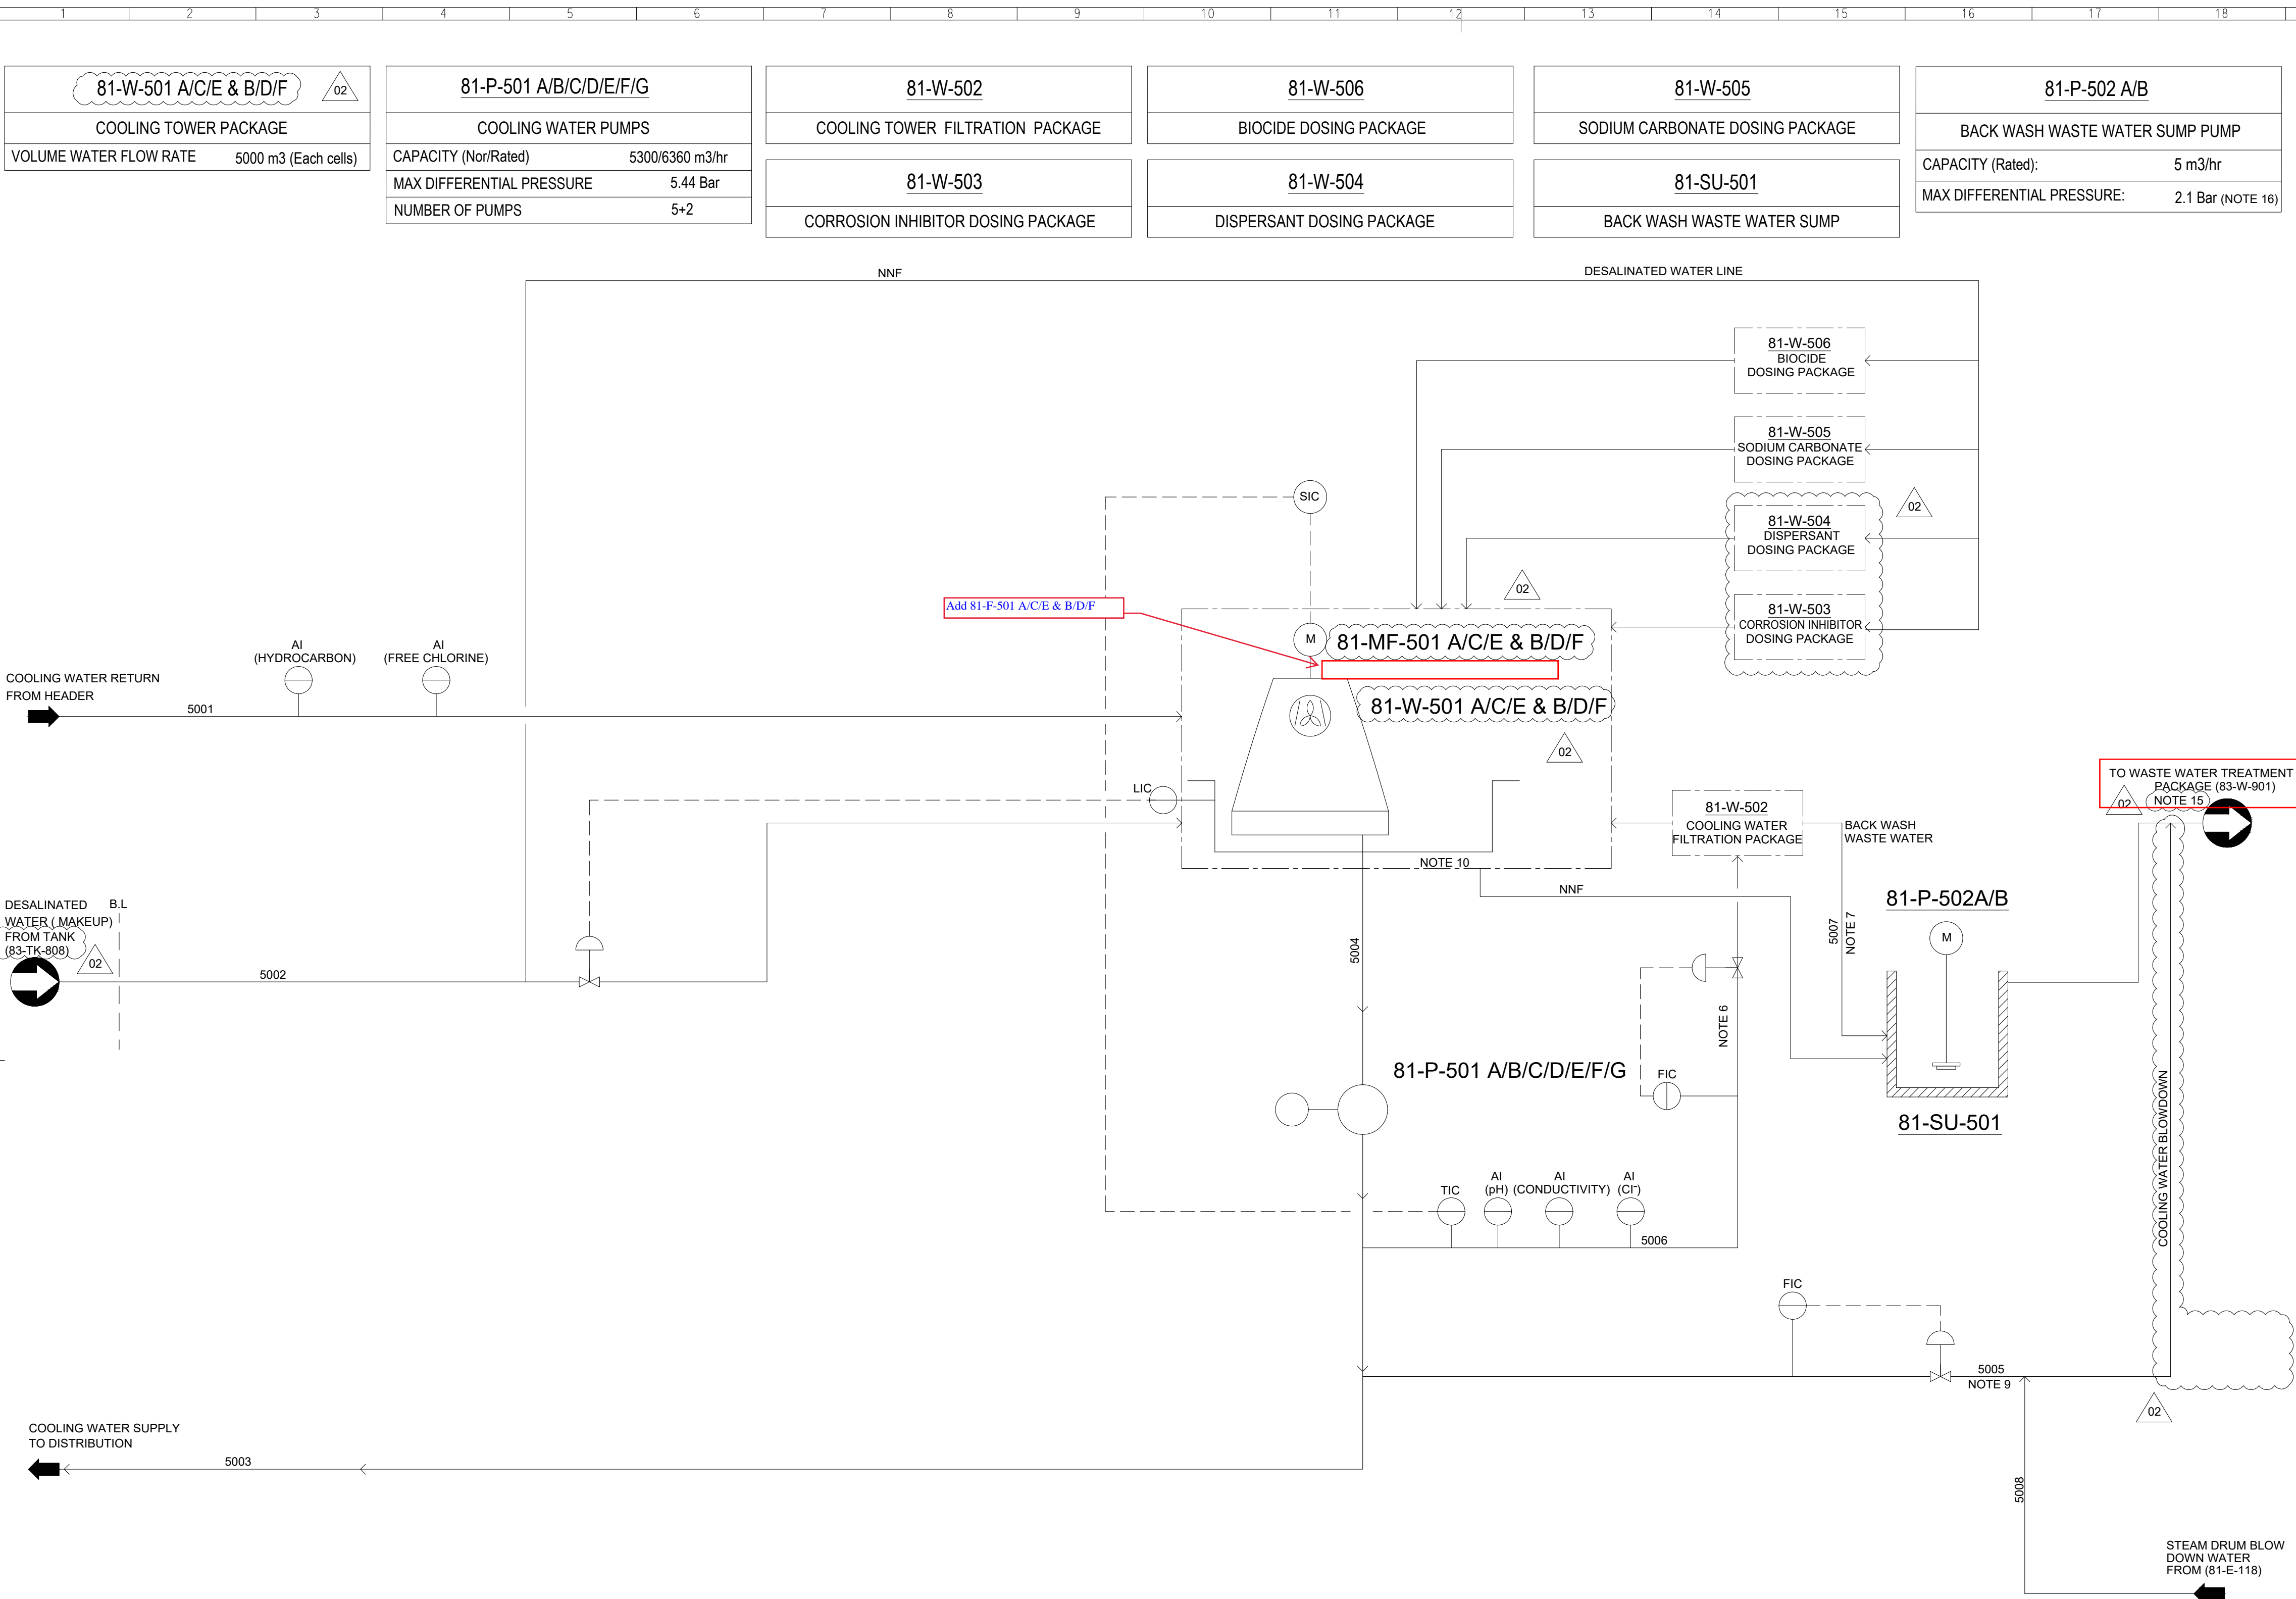 1 2 3 4 5 6 7 8 9 10 11 12 13 14 15 16 17 18
81-W-501 A/C/E & B/D/F
02
COOLING TOWER PACKAGE
VOLUME WATER FLOW RATE 5000 m3 (Each cells)
81-P-501 A/B/C/D/E/F/G
COOLING WATER PUMPS
CAPACITY (Nor/Rated) 5300/6360 m3/hr
MAX DIFFERENTIAL PRESSURE 5.44 Bar
NUMBER OF PUMPS 5+2
81-W-502
COOLING TOWER FILTRATION PACKAGE
81-W-503
CORROSION INHIBITOR DOSING PACKAGE
81-W-506
BIOCIDE DOSING PACKAGE
81-W-504
DISPERSANT DOSING PACKAGE
81-W-505
SODIUM CARBONATE DOSING PACKAGE
81-SU-501
BACK WASH WASTE WATER SUMP
81-P-502 A/B
BACK WASH WASTE WATER SUMP PUMP
CAPACITY (Rated): 5 m3/hr
MAX DIFFERENTIAL PRESSURE: 2.1 Bar (NOTE 16)
NNF
DESALINATED WATER LINE
81-W-506
BIOCIDE
DOSING PACKAGE
81-W-505
SODIUM CARBONATE
DOSING PACKAGE
02
81-W-504
DISPERSANT
DOSING PACKAGE
81-W-503
CORROSION INHIBITOR
DOSING PACKAGE
SIC
02
Add 81-F-501 A/C/E & B/D/F
M
81-MF-501 A/C/E & B/D/F
81-W-501 A/C/E & B/D/F
02
AI
(HYDROCARBON)
AI
(FREE CHLORINE)
COOLING WATER RETURN
FROM HEADER
5001
LIC
NOTE 10
81-W-502
COOLING WATER
FILTRATION PACKAGE
BACK WASH
WASTE WATER
TO WASTE WATER TREATMENT
PACKAGE (83-W-901)
02
NOTE 15
NNF
DESALINATED
WATER ( MAKEUP)
FROM TANK
(83-TK-808)
B.L
02
5002
5004
5007
NOTE 7
81-P-502A/B
M
NOTE 6
81-P-501 A/B/C/D/E/F/G
FIC
81-SU-501
COOLING WATER BLOWDOWN
TIC
AI
(pH)
AI
(CONDUCTIVITY)
AI
(Cl-)
5006
FIC
5005
NOTE 9
02
COOLING WATER SUPPLY
TO DISTRIBUTION
5003
5008
STEAM DRUM BLOW
DOWN WATER
FROM (81-E-118)